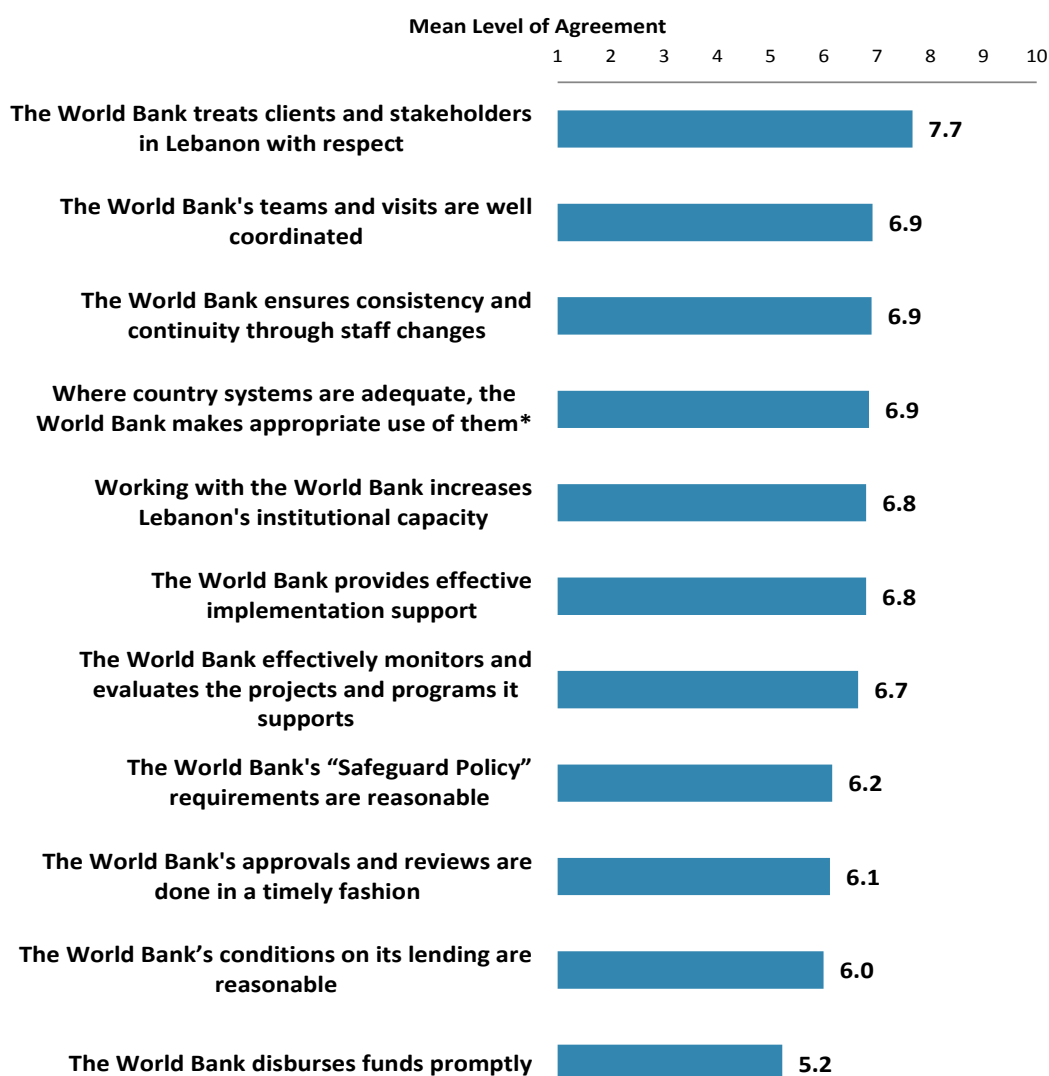 Mean Level of Agreement
1 2 3 4 5 6 7 8 9 10
The World Bank treats clients and stakeholders
in Lebanon with respect
7.7
The World Bank's teams and visits are well
coordinated
6.9
The World Bank ensures consistency and
continuity through staff changes
6.9
Where country systems are adequate, the
World Bank makes appropriate use of them*
6.9
Working with the World Bank increases
Lebanon's institutional capacity
6.8
The World Bank provides effective
implementation support
6.8
The World Bank effectively monitors and
evaluates the projects and programs it
supports
6.7
The World Bank's “Safeguard Policy”
requirements are reasonable
6.2
The World Bank's approvals and reviews are
done in a timely fashion
6.1
The World Bank’s conditions on its lending are
reasonable
6.0
The World Bank disburses funds promptly
5.2